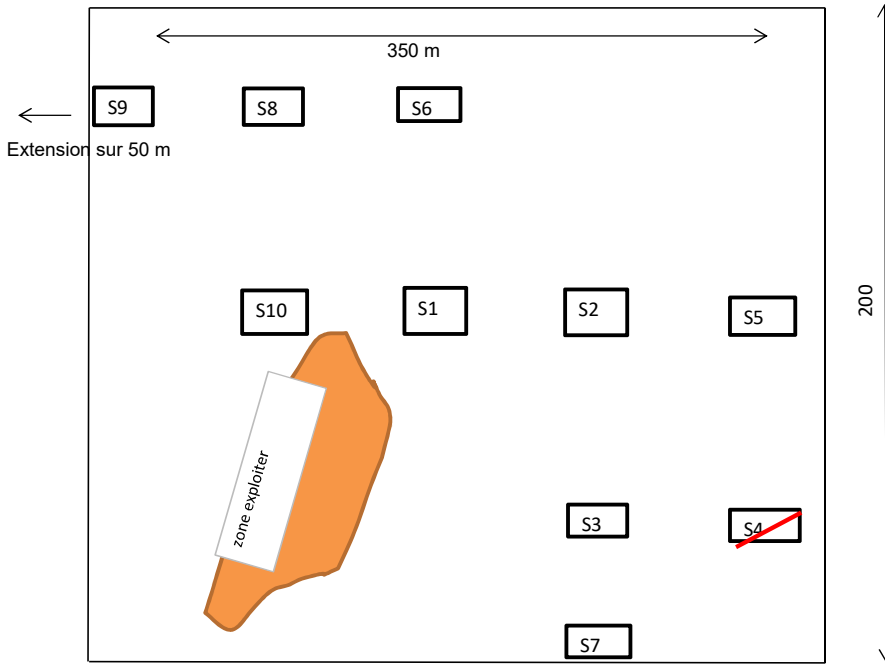 350 m
S9
S8
S6
Extension sur 50 m
200
S10
S1
S2
S5
zone exploiter
S3
S4
S7